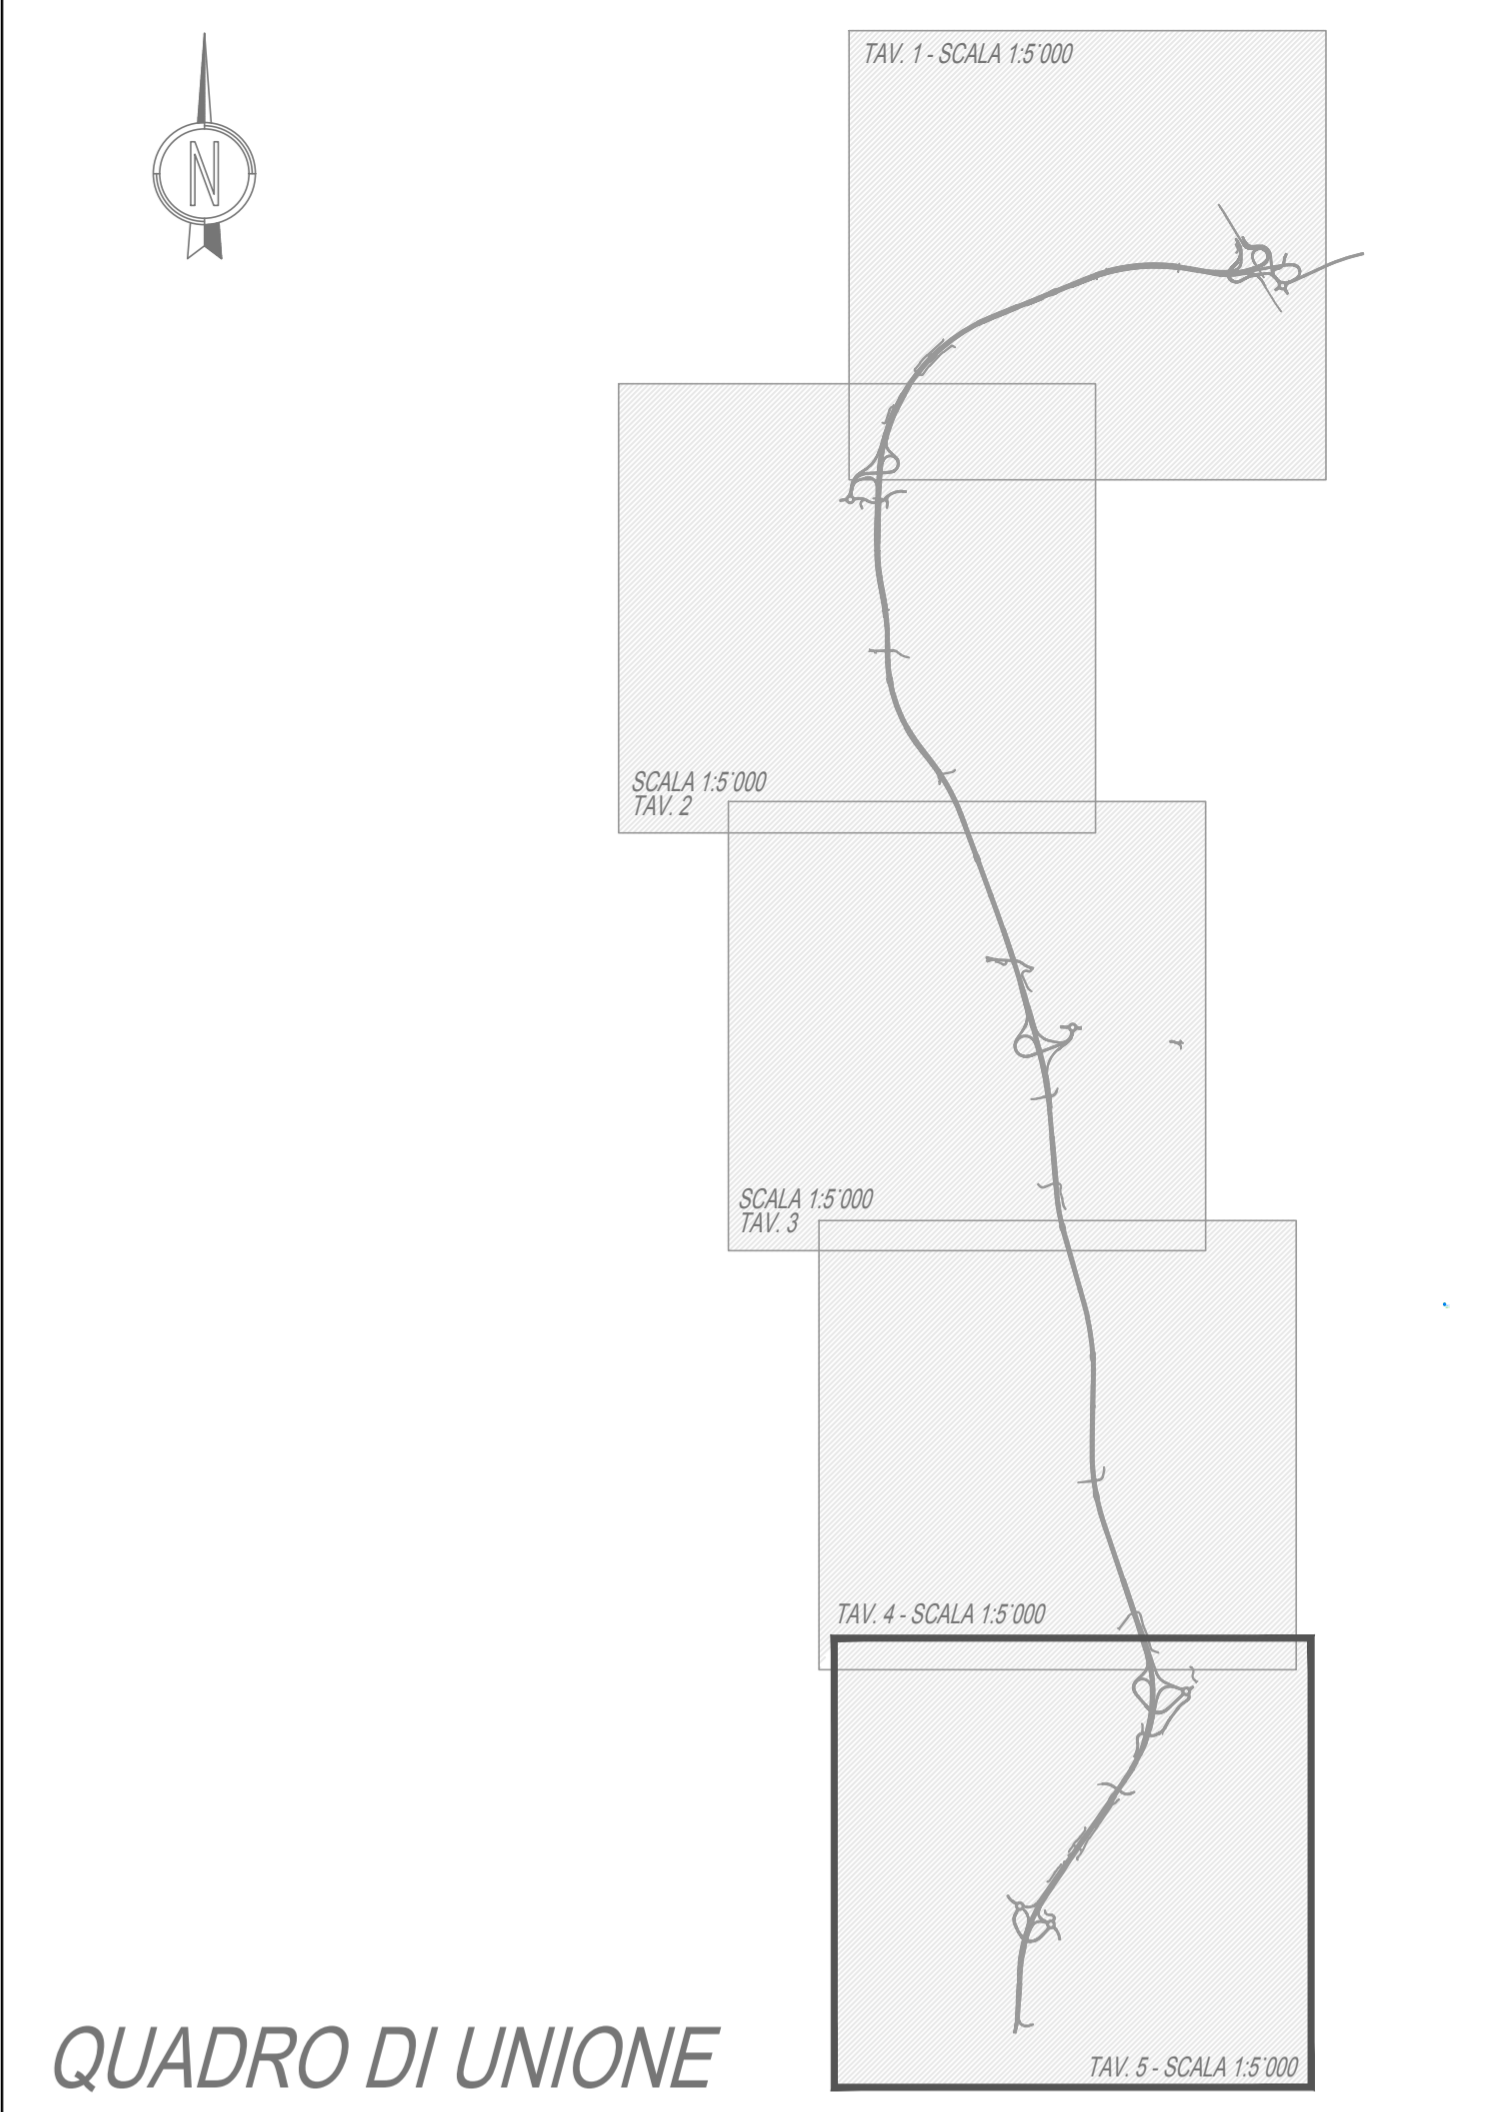 TAV. 1 - SCALA 1:5'000
N
SCALA 1:5'000
TAV. 2
SCALA 1:5'000
TAV. 3
TAV. 4 - SCALA 1:5'000
TAV. 5 - SCALA 1:5'000
QUADRO DI UNIONE